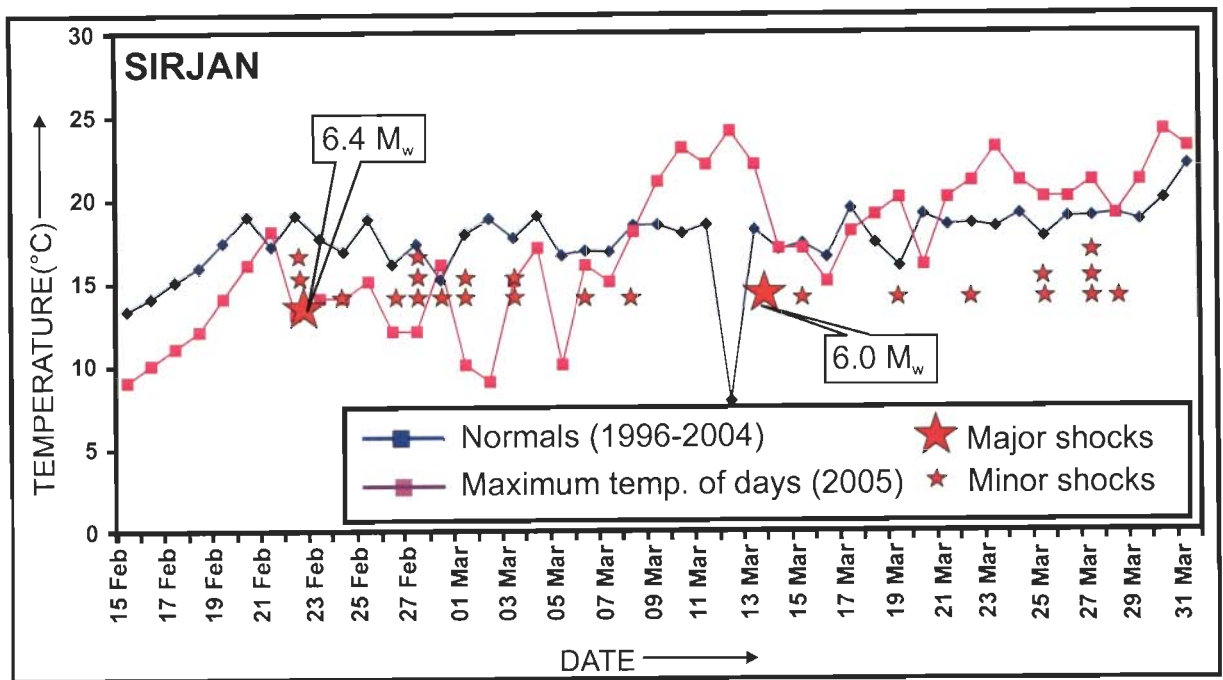 SIRJAN
TEMPERATURE(°C)
30
25
20
15
10
5
0
6.4 Mw
6.0 Mw
Normals (1996-2004)
Maximum temp. of days (2005)
Major shocks
Minor shocks
15 Feb
17 Feb
19 Feb
21 Feb
23 Feb
25 Feb
27 Feb
01 Mar
03 Mar
05 Mar
07 Mar
09 Mar
11 Mar
13 Mar
15 Mar
17 Mar
19 Mar
21 Mar
23 Mar
25 Mar
27 Mar
29 Mar
31 Mar
DATE